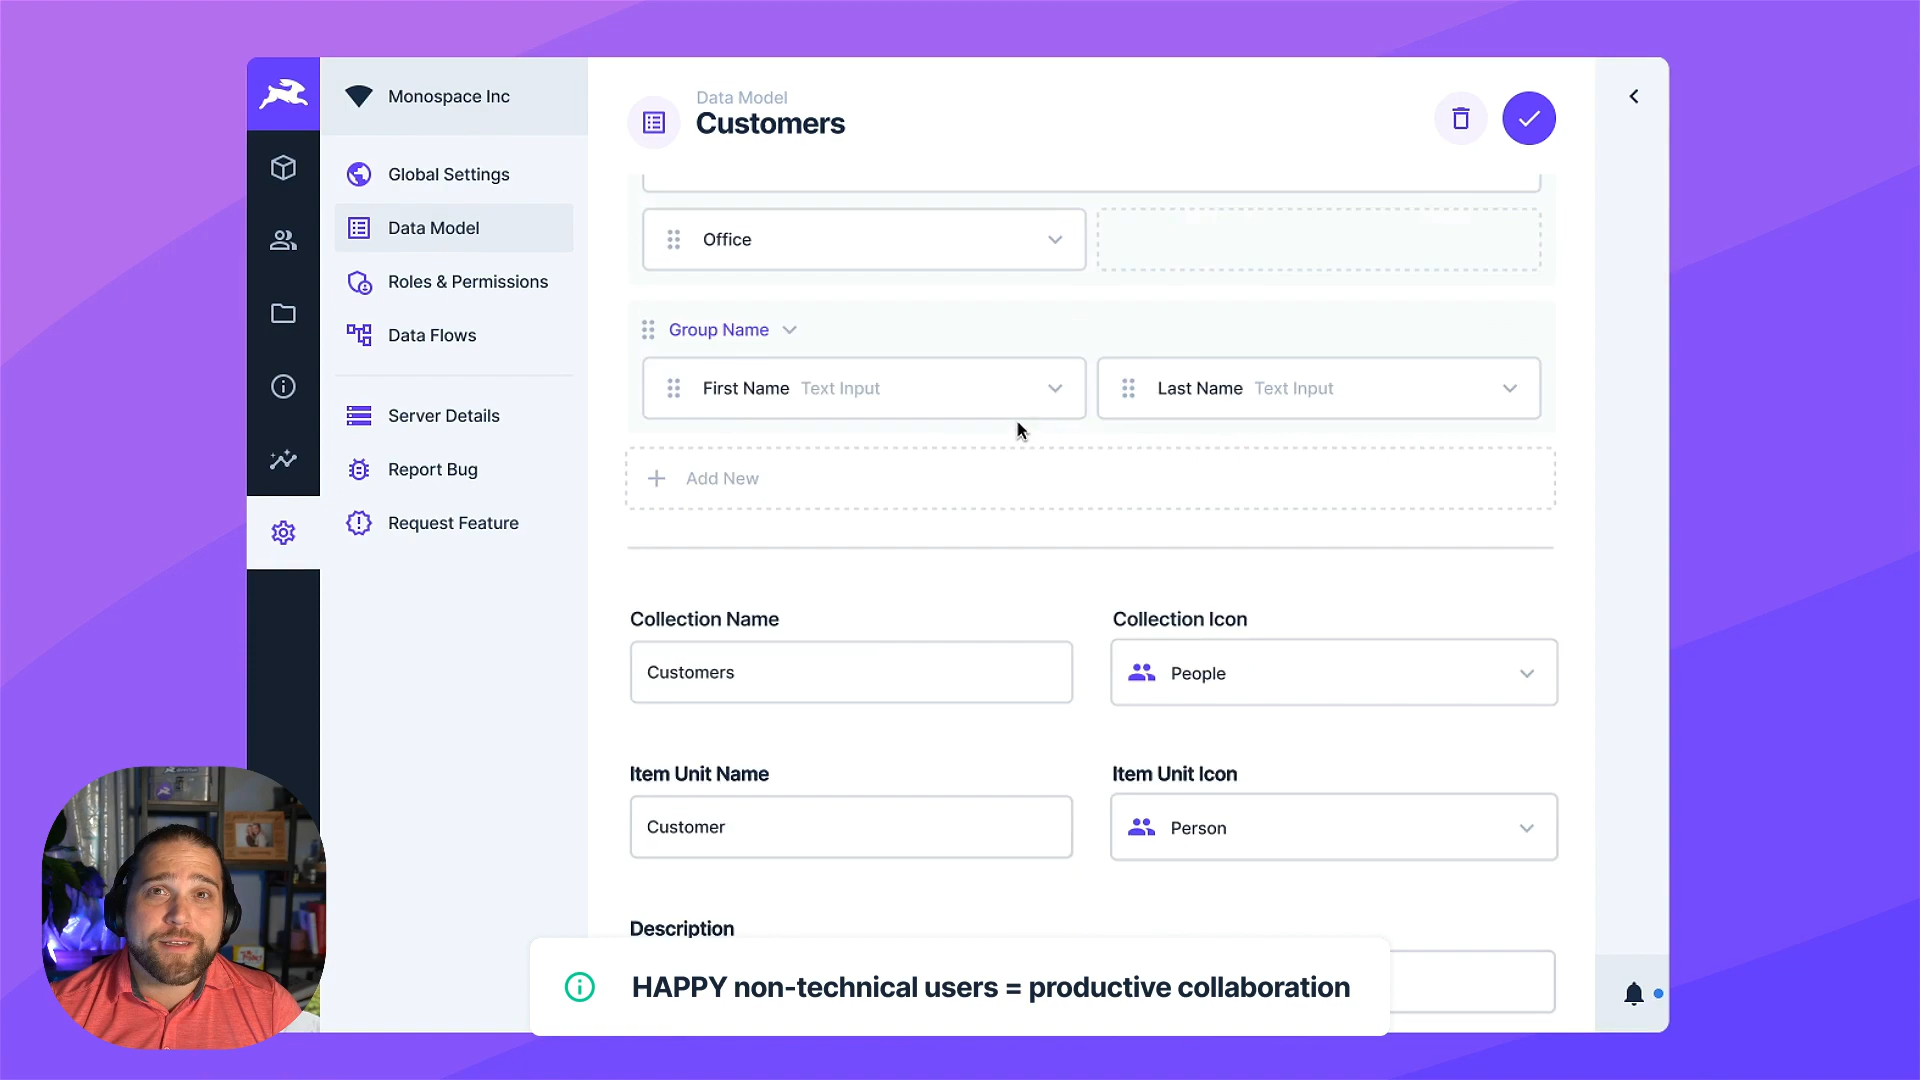 Monospace Inc
Global Settings
Data Model
Roles & Permissions
Data Flows
Server Details
Report Bug
Request Feature
Data Model
Customers
Office
Group Name
First Name Text Input
Last Name Text Input
Add New
Collection Name
Collection Icon
Customers
People
Item Unit Name
Item Unit Icon
Customer
Person
Description
HAPPY non-technical users = productive collaboration